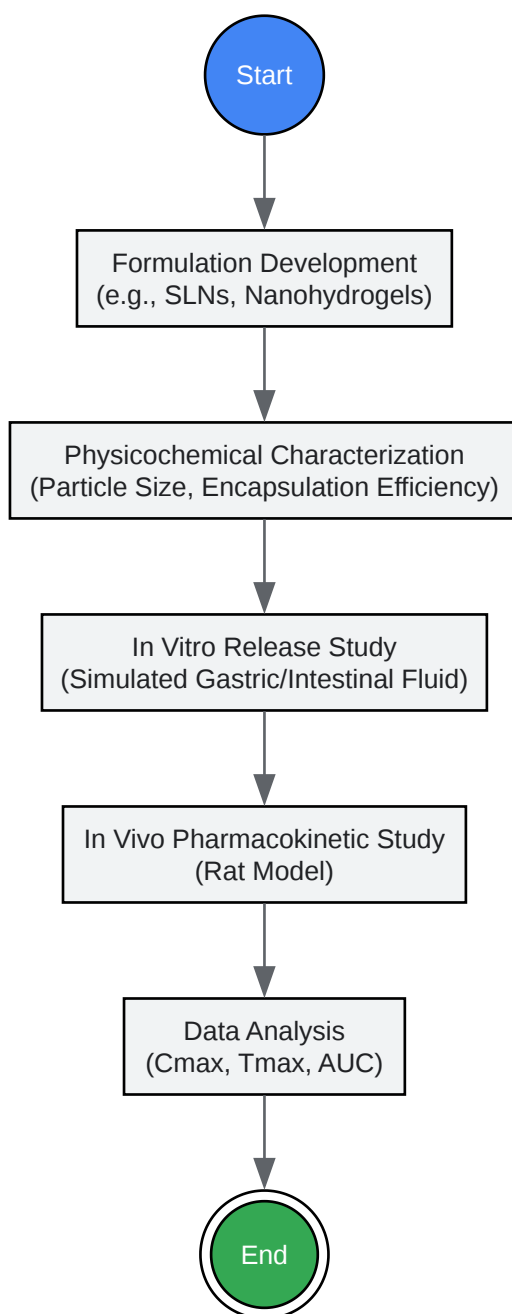 Start
Formulation Development
(e.g., SLNs, Nanohydrogels)
Physicochemical Characterization
(Particle Size, Encapsulation Efficiency)
In Vitro Release Study
(Simulated Gastric/Intestinal Fluid)
In Vivo Pharmacokinetic Study
(Rat Model)
Data Analysis
(Cmax, Tmax, AUC)
End